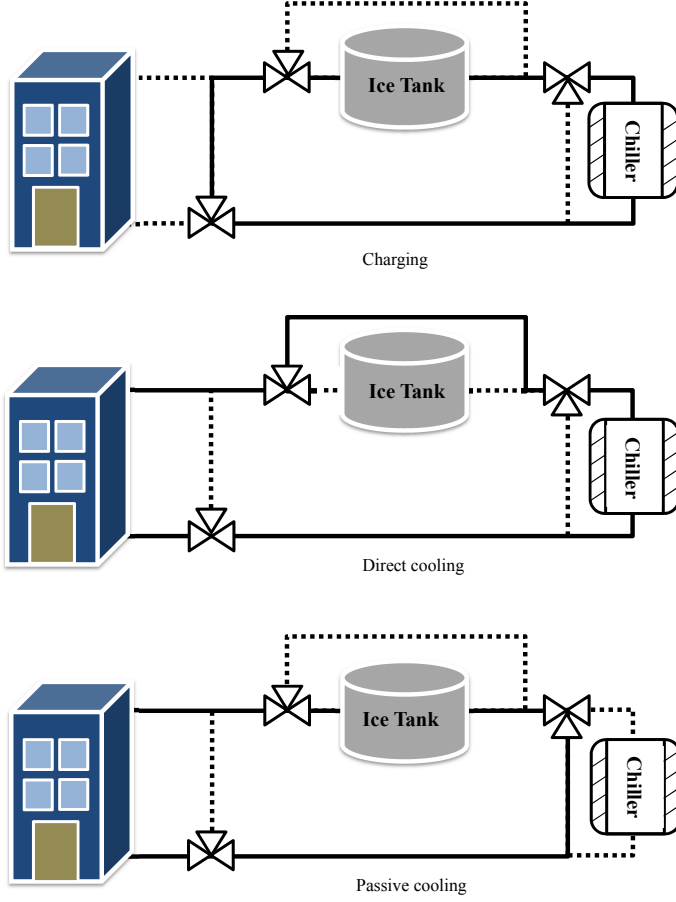 Ice Tank
Chiller
Charging
Ice Tank
Chiller
Direct cooling
Ice Tank
Chiller
Passive cooling